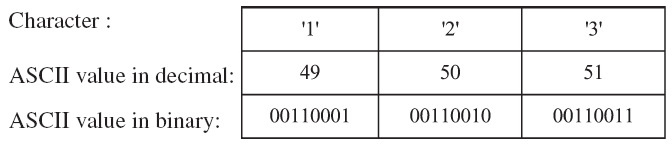 Character : '1' '2' '3'
ASCII value in decimal: 49 50 51
ASCII value in binary: 00110001 00110010 00110011